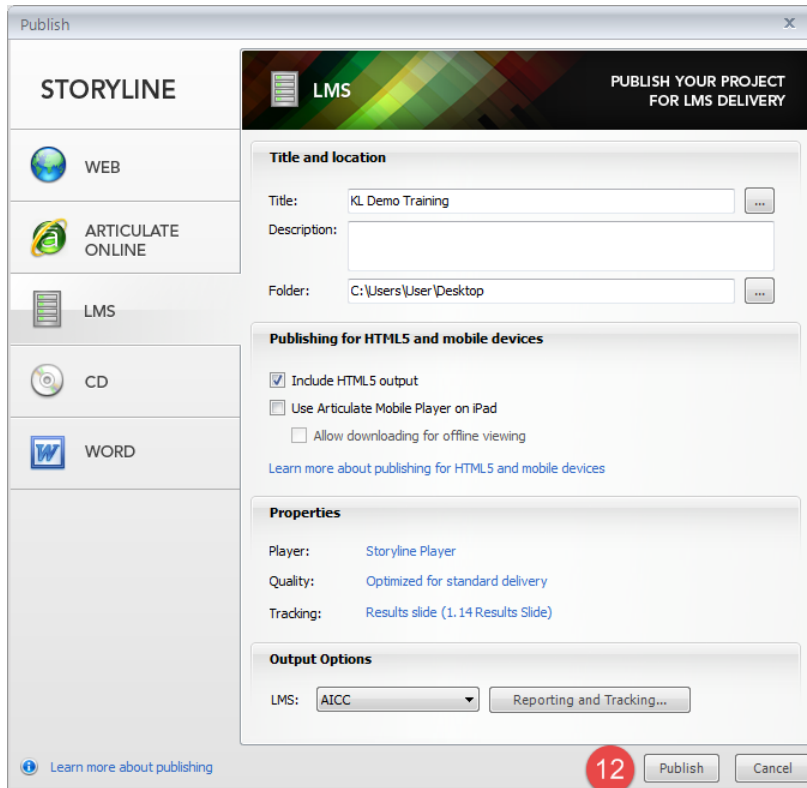 Publish
x
STORYLINE
LMS
PUBLISH YOUR PROJECT
FOR LMS DELIVERY
WEB
ARTICULATE
ONLINE
LMS
CD
WORD
Title and location
Title: KL Demo Training ...
Description:
Folder: C:\Users\User\Desktop ...
Publishing for HTML5 and mobile devices
Include HTML5 output
Use Articulate Mobile Player on iPad
Allow downloading for offline viewing
Learn more about publishing for HTML5 and mobile devices
Properties
Player: Storyline Player
Quality: Optimized for standard delivery
Tracking: Results slide (1.14 Results Slide)
Output Options
LMS: AICC Reporting and Tracking...
Learn more about publishing
12 Publish Cancel